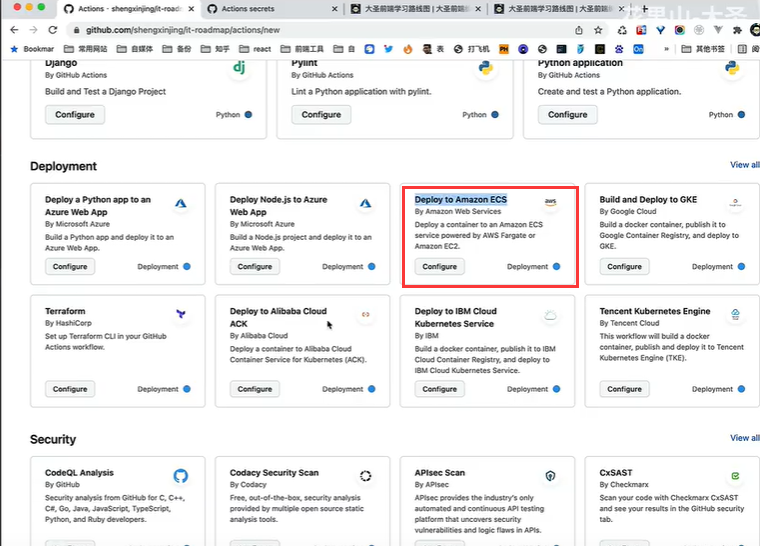 Actions · shengxinjing/it-roadm
Actions secrets
大圣前端学习路线图 | 大圣前
大圣前端学习路线图 | 大圣前端
花果山-大圣
github.com/shengxinjing/it-roadmap/actions/new
Bookmark
常用网站
自媒体
备份
知乎
react
前端工具
自
表
打飞机
PH
ON
»
其他书签
阅
Django
By GitHub Actions
Build and Test a Django Project
Configure
Python
Pylint
By GitHub Actions
Lint a Python application with pylint.
Configure
Python
Python application
By GitHub Actions
Create and test a Python application.
Configure
Python
Deployment
View all
Deploy a Python app to an
Azure Web App
By Microsoft Azure
Build a Python app and deploy it to an
Azure Web App.
Configure
Deployment
Deploy Node.js to Azure
Web App
By Microsoft Azure
Build a Node.js project and deploy it to an
Azure Web App.
Configure
Deployment
Deploy to Amazon ECS
aws
By Amazon Web Services
Deploy a container to an Amazon ECS
service powered by AWS Fargate or
Amazon EC2.
Configure
Deployment
Build and Deploy to GKE
By Google Cloud
Build a docker container, publish it to
Google Container Registry, and deploy to
GKE.
Configure
Deployment
Terraform
By HashiCorp
Set up Terraform CLI in your GitHub
Actions workflow.
Configure
Deployment
Deploy to Alibaba Cloud
ACK
By Alibaba Cloud
Deploy a container to Alibaba Cloud
Container Service for Kubernetes (ACK).
Configure
Deployment
Deploy to IBM Cloud
Kubernetes Service
By IBM
Build a docker container, publish it to IBM
Cloud Container Registry, and deploy to
IBM Cloud Kubernetes Service.
Configure
Deployment
Tencent Kubernetes Engine
By Tencent Cloud
This workflow will build a docker
container, publish and deploy it to Tencent
Kubernetes Engine (TKE).
Configure
Deployment
Security
View all
CodeQL Analysis
By GitHub
Security analysis from GitHub for C, C++,
C#, Go, Java, JavaScript, TypeScript,
Python, and Ruby developers.
Codacy Security Scan
By Codacy
Free, out-of-the-box, security analysis
provided by multiple open source static
analysis tools.
APIsec Scan
By APIsec
APIsec provides the industry's only
automated and continuous API testing
platform that uncovers security
vulnerabilities and logic flaws in APIs.
CxSAST
By Checkmarx
Scan your code with Checkmarx CxSAST
and see your results in the GitHub security
tab.